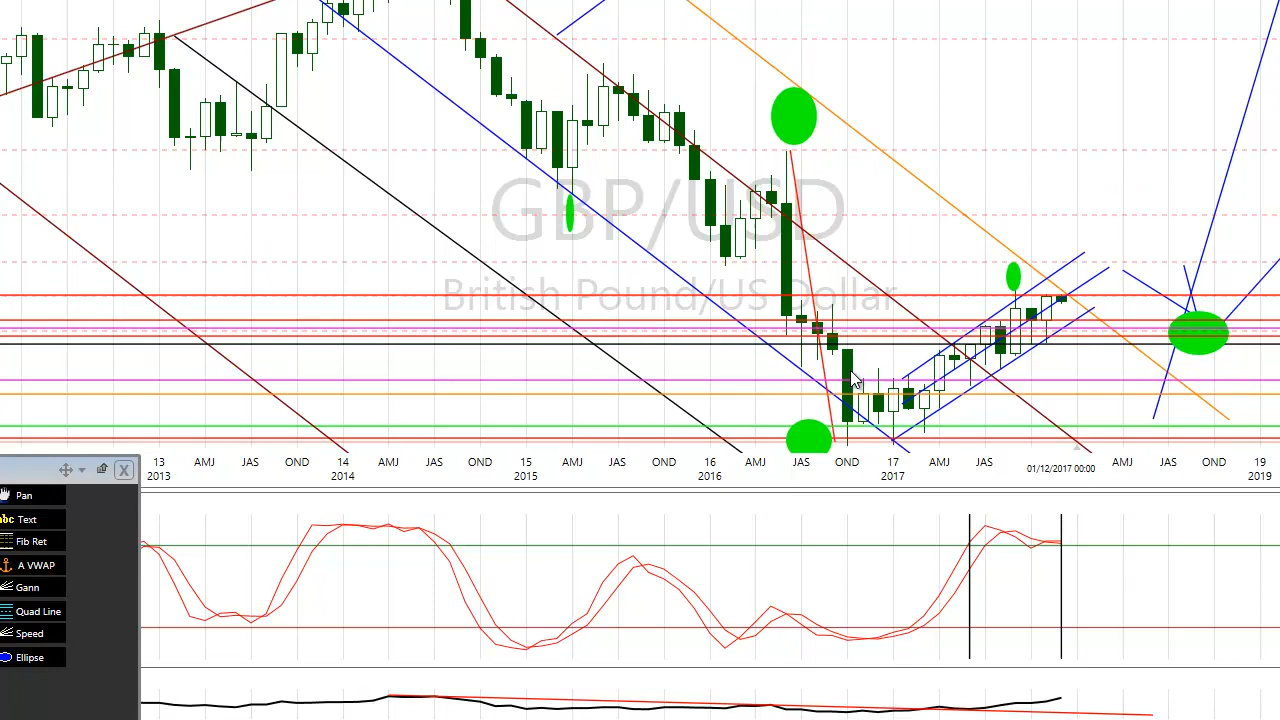 GBP/USD
British Pound/US Dollar
13 AMJ JAS OND 14 AMJ JAS OND 15 AMJ JAS OND 16 AMJ JAS OND 17 AMJ JAS 01/12/2017 00:00 AMJ JAS OND 19
2013 2014 2015 2016 2017 2019
X
Pan
abc Text
Fib Ret
A VWAP
Gann
Quad Line
Speed
Ellipse